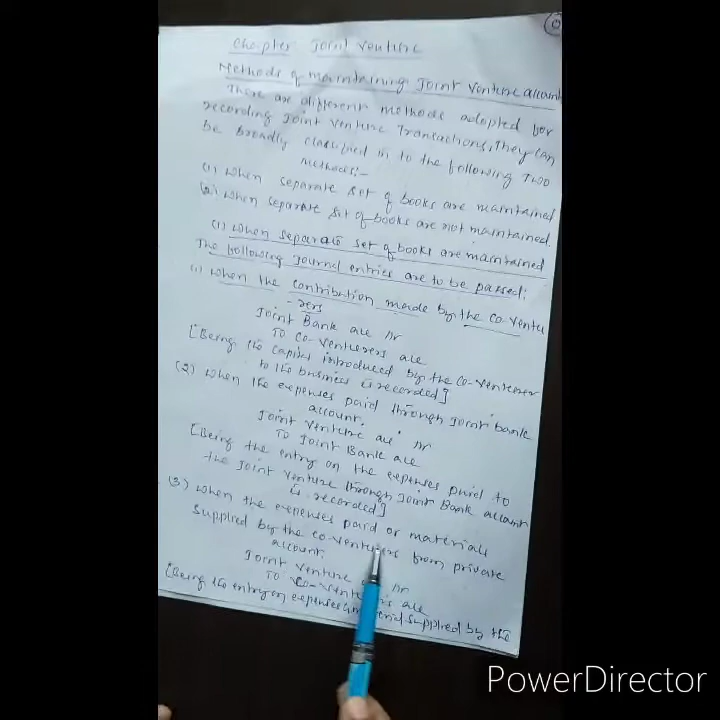 Chapter: Joint Venture
Methods of maintaining Joint Venture account
There are different methods adopted for
recording Joint Venture Transactions, They can
be broadly classified in to the following Two
methods:-
(1) When separate set of books are maintained
(2) When separate set of books are not maintained.
(1) When separate set of books are maintained
The following Journal entries are to be passed:
(1) When the contribution made by the co-ventu
-rers
Joint Bank a/c Dr
To Co-venturers a/c
[Being the capital introduced by the co-venturer
to the business is recorded]
(2) When the expenses paid through Joint bank
account.
Joint Venture a/c Dr
To Joint Bank a/c
[Being the entry on the expenses paid to
the Joint Venture through Joint Bank account
is recorded]
(3) When the expenses paid or materials
supplied by the co-venturers from private
account.
Joint Venture Dr
To Co-venturers a/c
[Being the entry on expenses supplied by the
PowerDirector